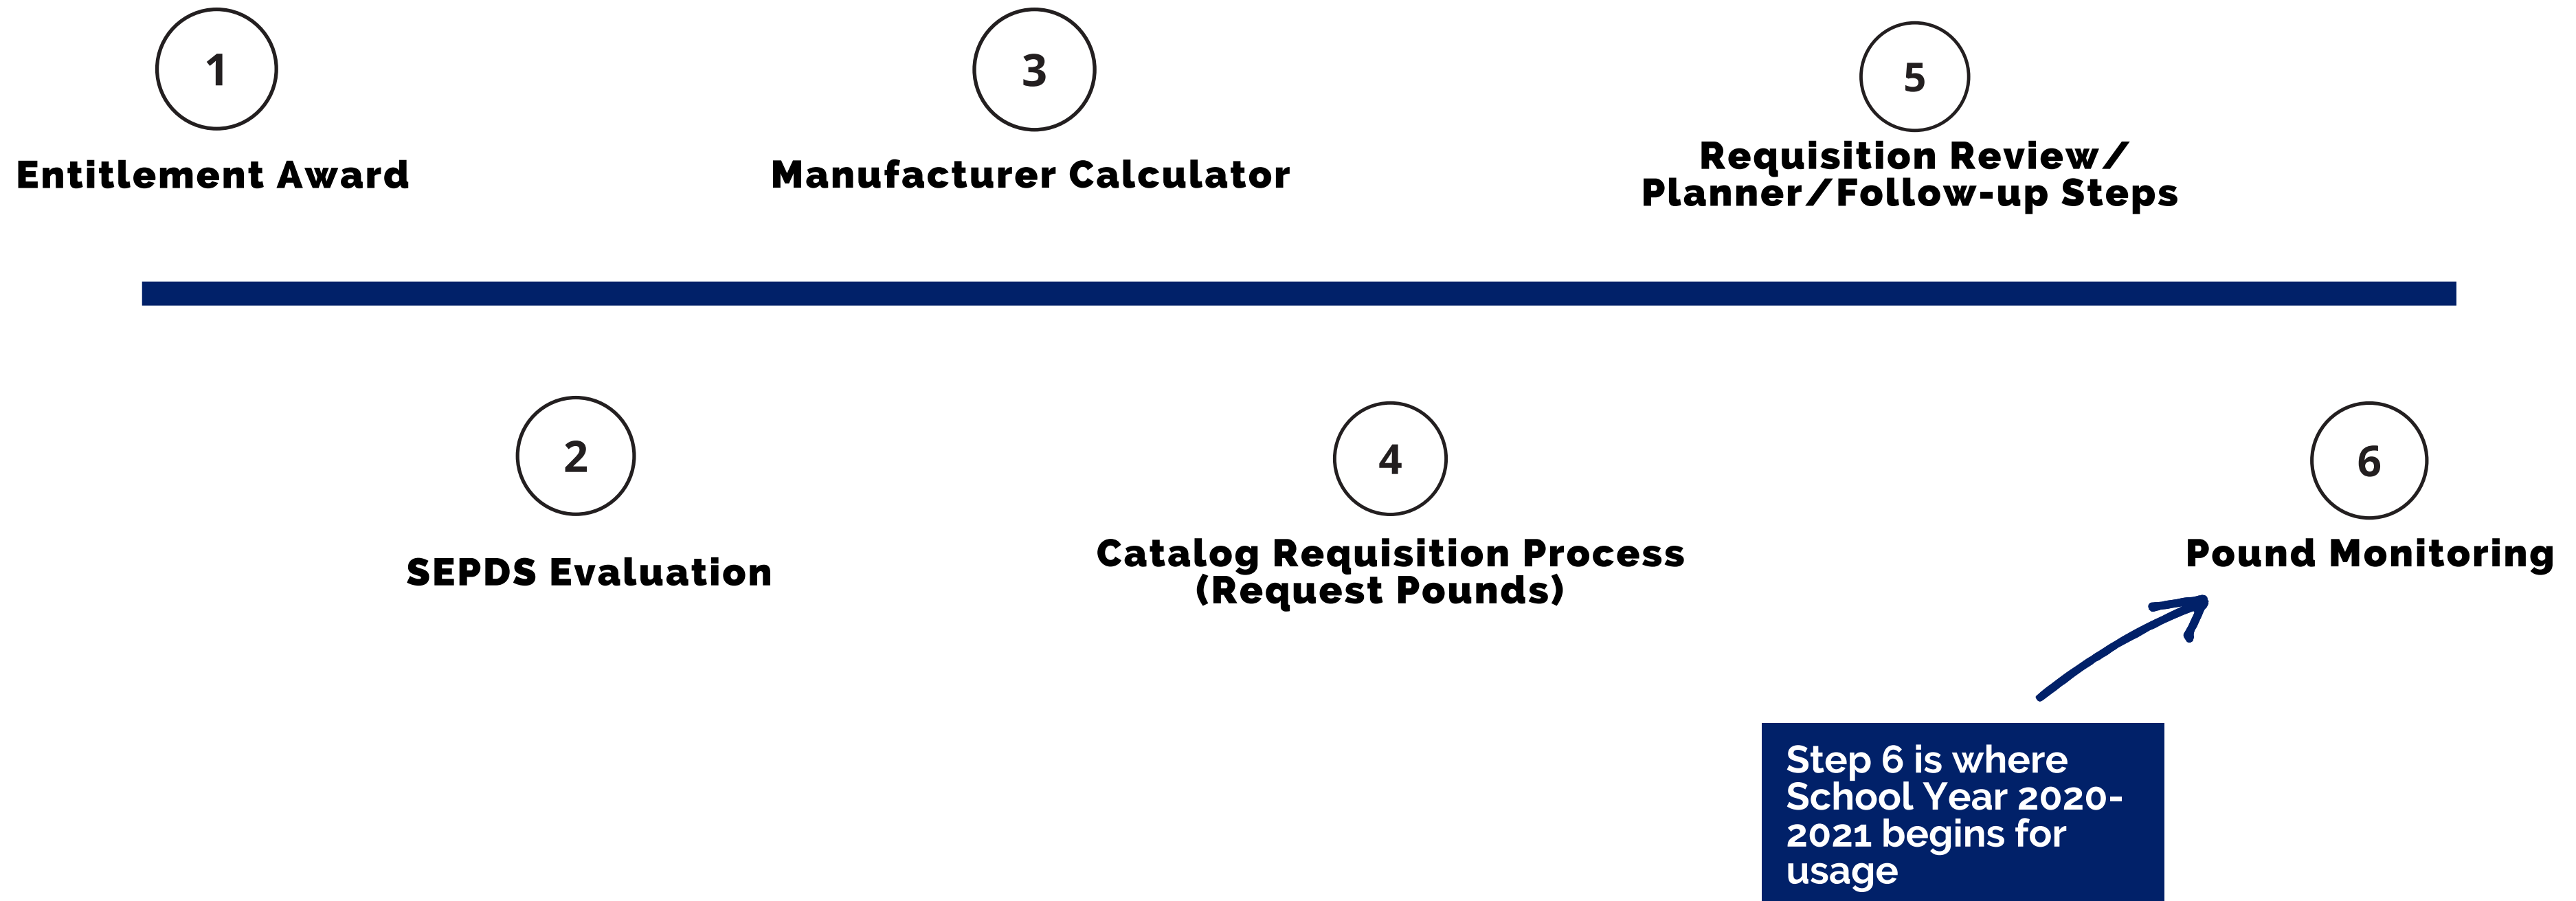 1
Entitlement Award
2
SEPDS Evaluation
3
Manufacturer Calculator
4
Catalog Requisition Process
(Request Pounds)
5
Requisition Review/
Planner/Follow-up Steps
6
Pound Monitoring
Step 6 is where
School Year 2020-
2021 begins for
usage